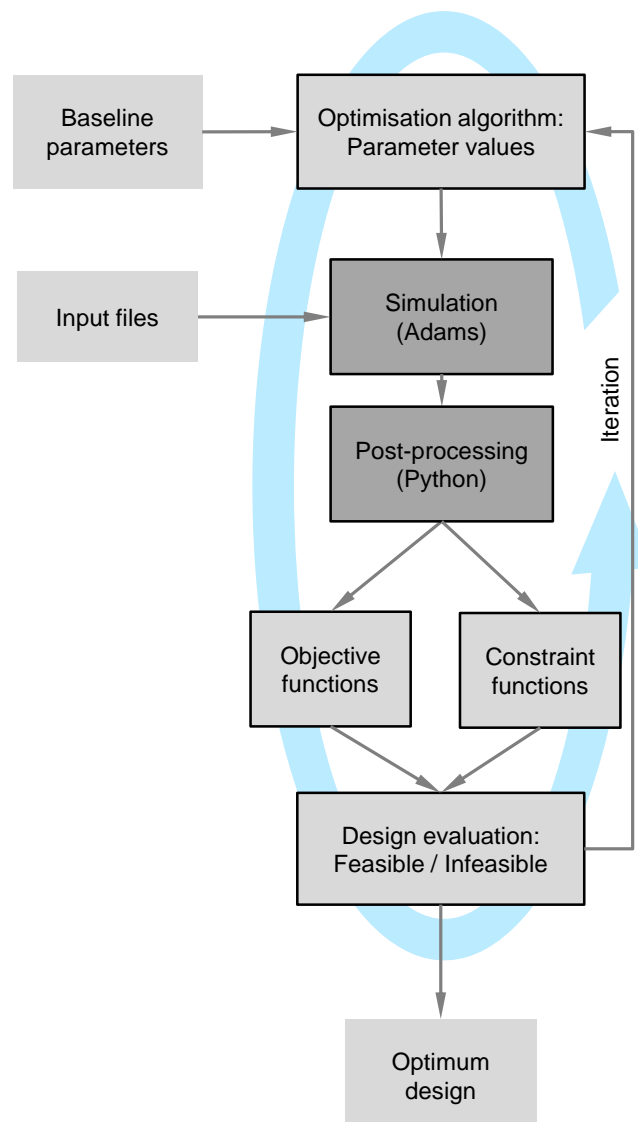 Baseline
parameters
Optimisation algorithm:
Parameter values
Input files
Simulation
(Adams)
Iteration
Post-processing
(Python)
Objective
functions
Constraint
functions
Design evaluation:
Feasible / Infeasible
Optimum
design